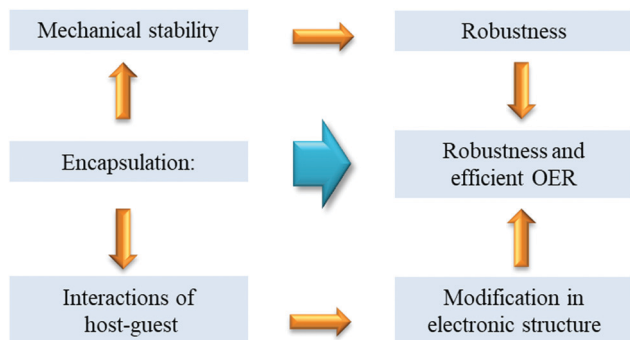 Mechanical stability
Robustness
Encapsulation:
Robustness and
efficient OER
Interactions of
host-guest
Modification in
electronic structure